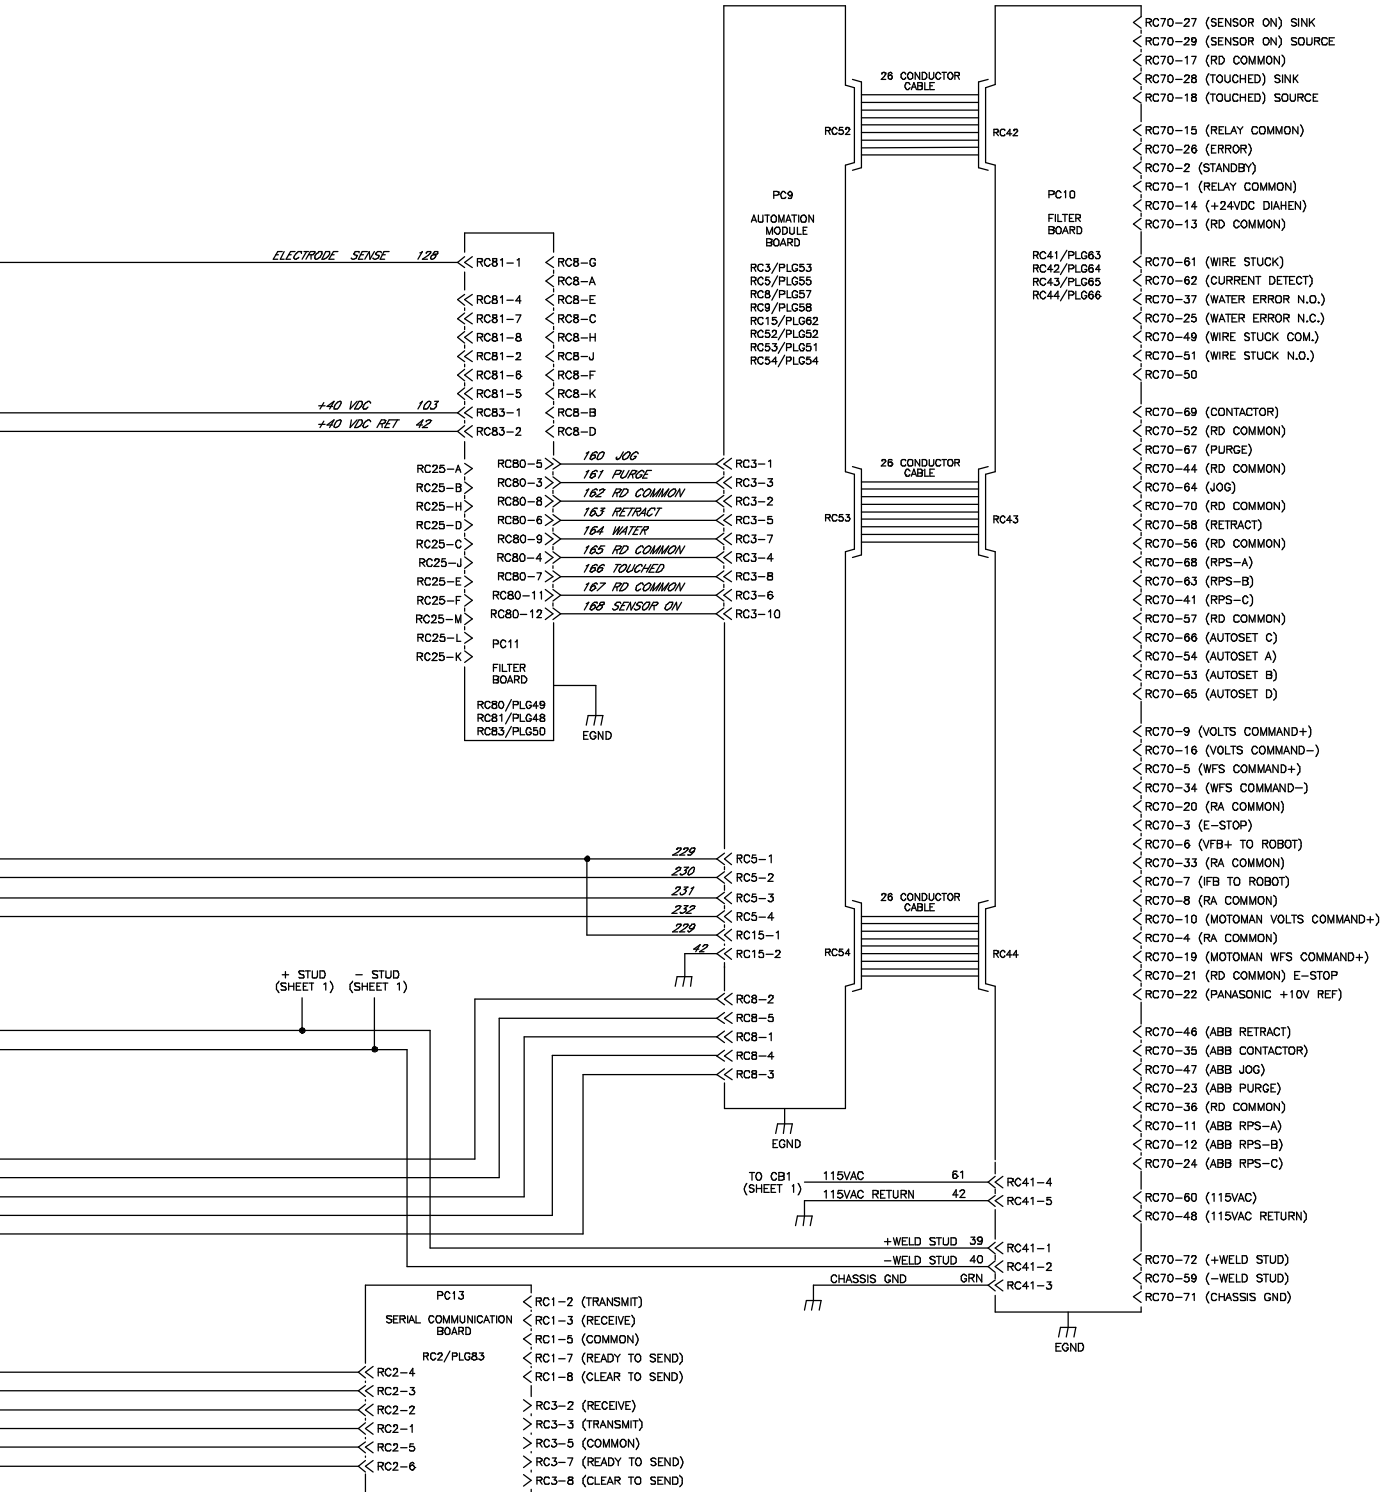 ELECTRODE SENSE 128
+40 VDC 103
+40 VDC RET 42
RC81-1
RC81-4
RC81-7
RC81-8
RC81-2
RC81-6
RC81-5
RC83-1
RC83-2
RC8-G
RC8-A
RC8-E
RC8-C
RC8-H
RC8-J
RC8-F
RC8-K
RC8-B
RC8-D
RC25-A
RC25-B
RC25-H
RC25-D
RC25-C
RC25-J
RC25-E
RC25-F
RC25-M
RC25-L
RC25-K
RC80-5
RC80-3
RC80-8
RC80-6
RC80-9
RC80-4
RC80-7
RC80-11
RC80-12
PC11
FILTER
BOARD
RC80/PLG49
RC81/PLG48
RC83/PLG50
EGND
160 JOG
161 PURGE
162 RD COMMON
163 RETRACT
164 WATER
165 RD COMMON
166 TOUCHED
167 RD COMMON
168 SENSOR ON
RC3-1
RC3-3
RC3-2
RC3-5
RC3-7
RC3-4
RC3-8
RC3-6
RC3-10
PC9
AUTOMATION
MODULE
BOARD
RC3/PLG53
RC5/PLG55
RC8/PLG57
RC9/PLG58
RC15/PLG62
RC52/PLG52
RC53/PLG51
RC54/PLG54
229
230
231
232
229
42
RC5-1
RC5-2
RC5-3
RC5-4
RC15-1
RC15-2
RC8-2
RC8-5
RC8-1
RC8-4
RC8-3
EGND
+ STUD
(SHEET 1)
- STUD
(SHEET 1)
26 CONDUCTOR
CABLE
RC52
RC42
26 CONDUCTOR
CABLE
RC53
RC43
26 CONDUCTOR
CABLE
RC54
RC44
PC10
FILTER
BOARD
RC41/PLG63
RC42/PLG64
RC43/PLG65
RC44/PLG66
TO CB1
(SHEET 1)
115VAC 61
115VAC RETURN 42
+WELD STUD 39
-WELD STUD 40
CHASSIS GND GRN
RC41-4
RC41-5
RC41-1
RC41-2
RC41-3
EGND
RC70-27 (SENSOR ON) SINK
RC70-29 (SENSOR ON) SOURCE
RC70-17 (RD COMMON)
RC70-28 (TOUCHED) SINK
RC70-18 (TOUCHED) SOURCE
RC70-15 (RELAY COMMON)
RC70-26 (ERROR)
RC70-2 (STANDBY)
RC70-1 (RELAY COMMON)
RC70-14 (+24VDC DIAHEN)
RC70-13 (RD COMMON)
RC70-61 (WIRE STUCK)
RC70-62 (CURRENT DETECT)
RC70-37 (WATER ERROR N.O.)
RC70-25 (WATER ERROR N.C.)
RC70-49 (WIRE STUCK COM.)
RC70-51 (WIRE STUCK N.O.)
RC70-50
RC70-69 (CONTACTOR)
RC70-52 (RD COMMON)
RC70-67 (PURGE)
RC70-44 (RD COMMON)
RC70-64 (JOG)
RC70-70 (RD COMMON)
RC70-58 (RETRACT)
RC70-56 (RD COMMON)
RC70-68 (RPS-A)
RC70-63 (RPS-B)
RC70-41 (RPS-C)
RC70-57 (RD COMMON)
RC70-66 (AUTOSET C)
RC70-54 (AUTOSET A)
RC70-53 (AUTOSET B)
RC70-65 (AUTOSET D)
RC70-9 (VOLTS COMMAND+)
RC70-16 (VOLTS COMMAND-)
RC70-5 (WFS COMMAND+)
RC70-34 (WFS COMMAND-)
RC70-20 (RA COMMON)
RC70-3 (E-STOP)
RC70-6 (VFB+ TO ROBOT)
RC70-33 (RA COMMON)
RC70-7 (IFB TO ROBOT)
RC70-8 (RA COMMON)
RC70-10 (MOTOMAN VOLTS COMMAND+)
RC70-4 (RA COMMON)
RC70-19 (MOTOMAN WFS COMMAND+)
RC70-21 (RD COMMON) E-STOP
RC70-22 (PANASONIC +10V REF)
RC70-46 (ABB RETRACT)
RC70-35 (ABB CONTACTOR)
RC70-47 (ABB JOG)
RC70-23 (ABB PURGE)
RC70-36 (RD COMMON)
RC70-11 (ABB RPS-A)
RC70-12 (ABB RPS-B)
RC70-24 (ABB RPS-C)
RC70-60 (115VAC)
RC70-48 (115VAC RETURN)
RC70-72 (+WELD STUD)
RC70-59 (-WELD STUD)
RC70-71 (CHASSIS GND)
PC13
SERIAL COMMUNICATION
BOARD
RC2/PLG83
RC2-4
RC2-3
RC2-2
RC2-1
RC2-5
RC2-6
RC1-2 (TRANSMIT)
RC1-3 (RECEIVE)
RC1-5 (COMMON)
RC1-7 (READY TO SEND)
RC1-8 (CLEAR TO SEND)
RC3-2 (RECEIVE)
RC3-3 (TRANSMIT)
RC3-5 (COMMON)
RC3-7 (READY TO SEND)
RC3-8 (CLEAR TO SEND)